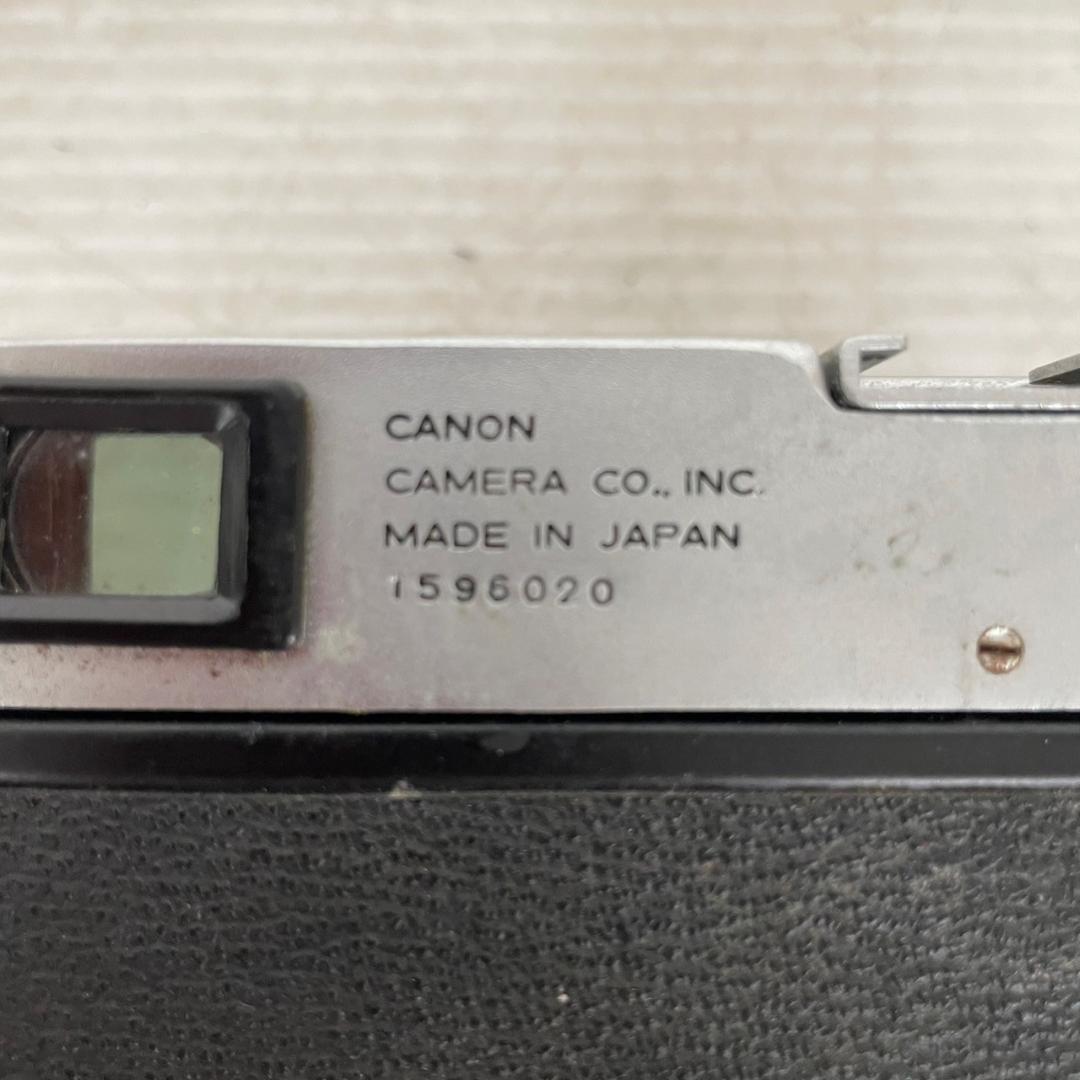 CANON
CAMERA CO., INC.
MADE IN JAPAN
1596020